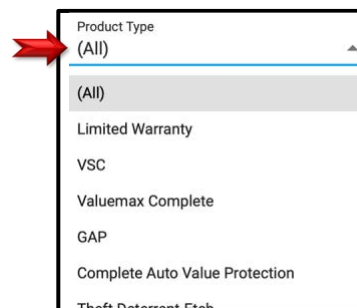 Product Type
(All)
(All)
Limited Warranty
VSC
Valuemax Complete
GAP
Complete Auto Value Protection
Theft Deterrent Etch